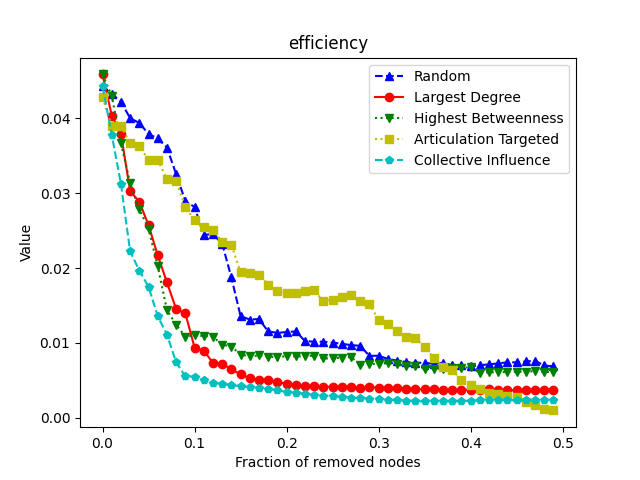 efficiency
Random
Largest Degree
Highest Betweenness
Articulation Targeted
Collective Influence
0.04
0.03
0.02
0.01
0.00
Value
0.0 0.1 0.2 0.3 0.4 0.5
Fraction of removed nodes